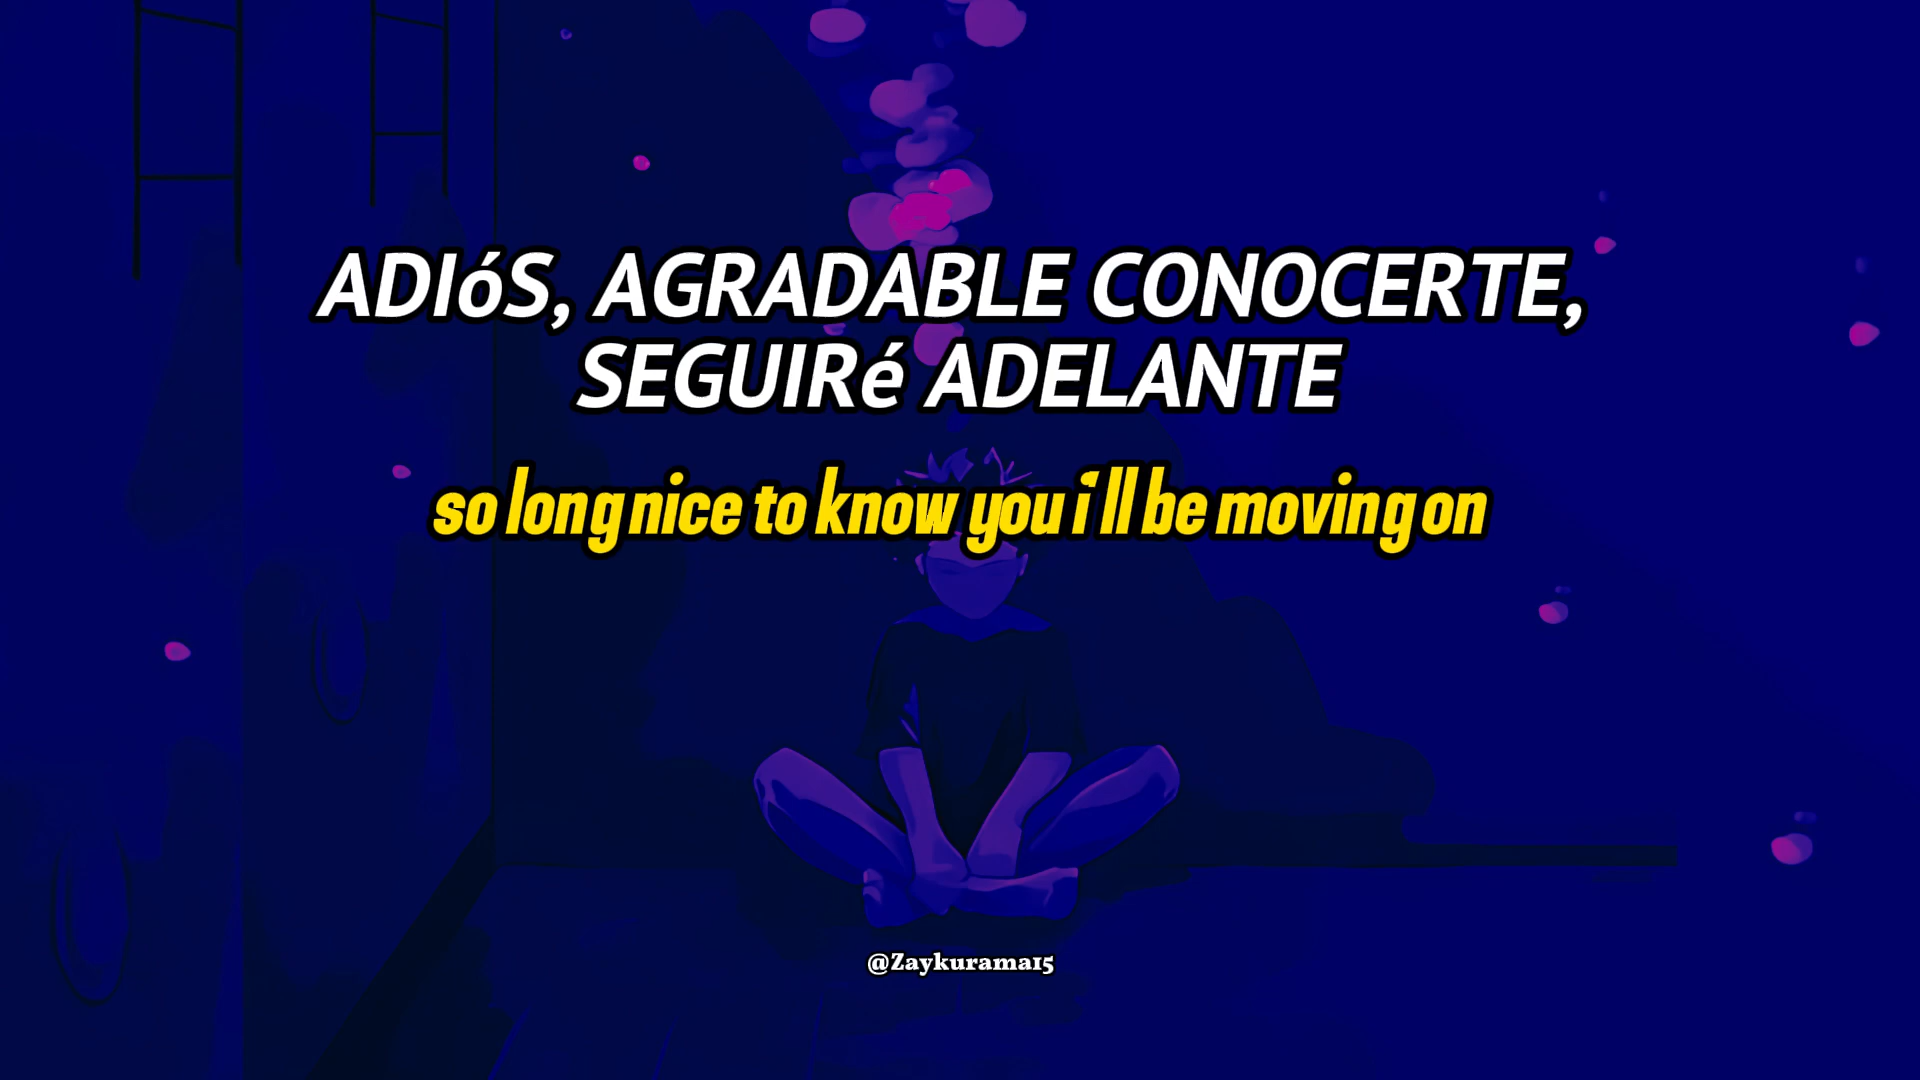 ADIóS, AGRADABLE CONOCERTE,
SEGUIRé ADELANTE
so long nice to know you i'll be moving on
@Zaykurama15